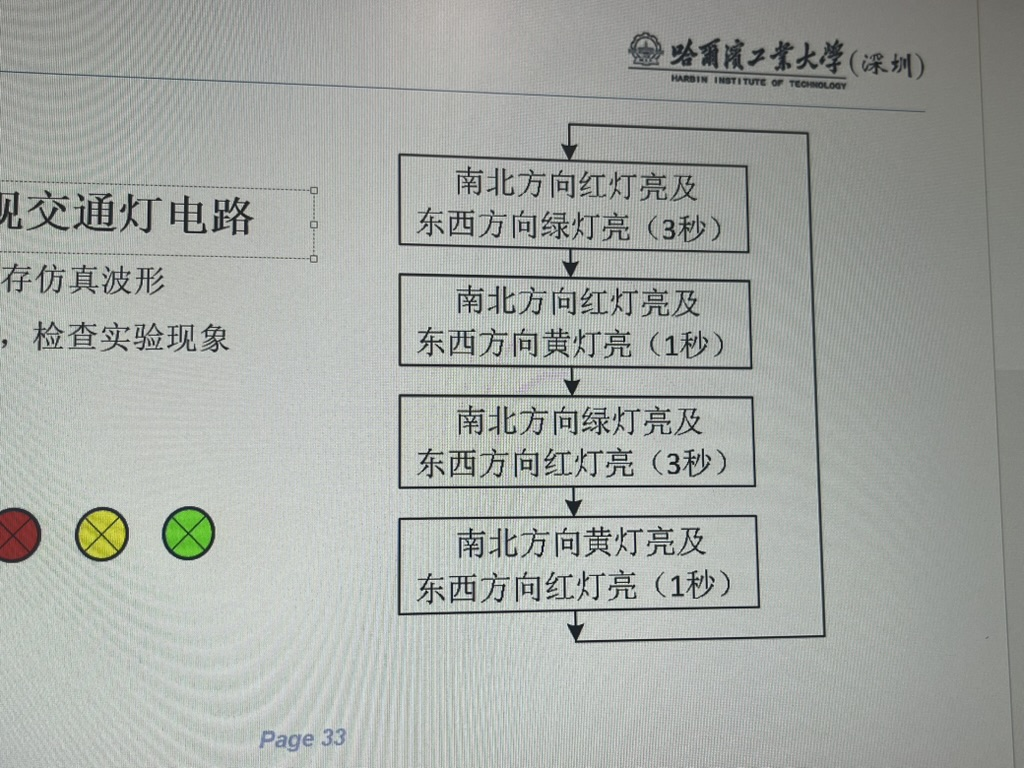 哈爾濱工業大學(深圳)
HARBIN INSTITUTE OF TECHNOLOGY
交通灯电路
存仿真波形
，检查实验现象
南北方向红灯亮及
东西方向绿灯亮（3秒）
南北方向红灯亮及
东西方向黄灯亮（1秒）
南北方向绿灯亮及
东西方向红灯亮（3秒）
南北方向黄灯亮及
东西方向红灯亮（1秒）
Page 33